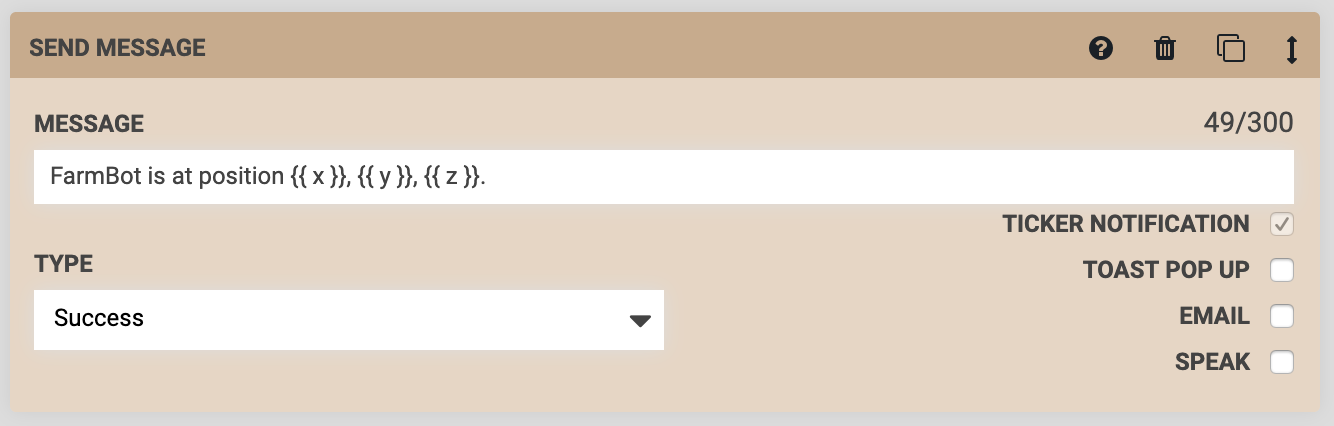 SEND MESSAGE
MESSAGE
49/300
FarmBot is at position {{ x }}, {{ y }}, {{ z }}.
TICKER NOTIFICATION
TYPE
TOAST POP UP
Success
EMAIL
SPEAK